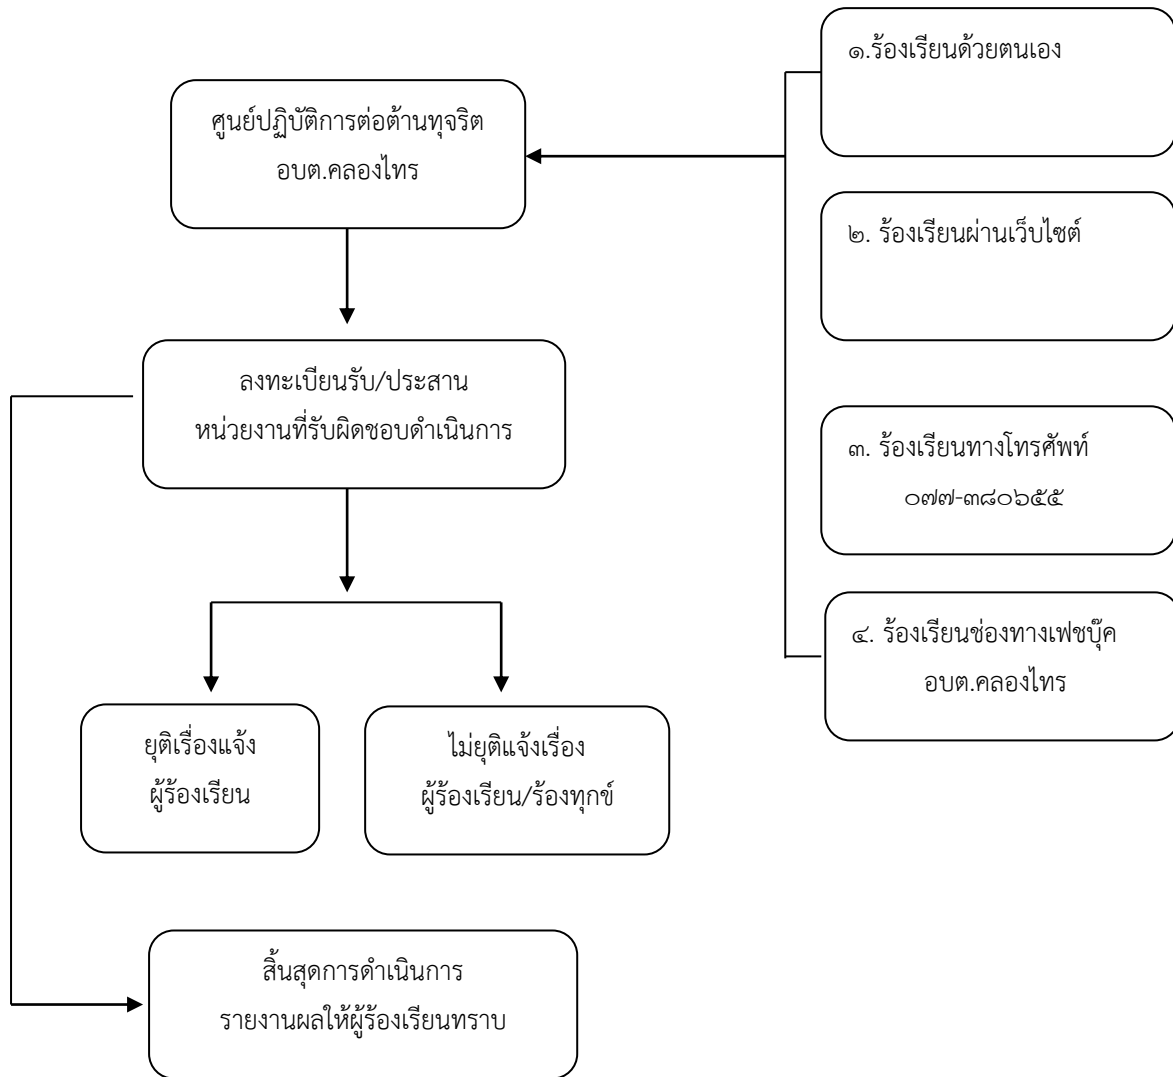 ๑.ร้องเรียนด้วยตนเอง
ศูนย์ปฏิบัติการต่อต้านทุจริต
อบต.คลองไทร
๒. ร้องเรียนผ่านเว็บไซต์
ลงทะเบียนรับ/ประสาน
หน่วยงานที่รับผิดชอบดำเนินการ
๓. ร้องเรียนทางโทรศัพท์
๐๗๗-๓๘๐๖๕๕
๔. ร้องเรียนช่องทางเฟชบุ๊ค
อบต.คลองไทร
ยุติเรื่องแจ้ง
ผู้ร้องเรียน
ไม่ยุติแจ้งเรื่อง
ผู้ร้องเรียน/ร้องทุกข์
สิ้นสุดการดำเนินการ
รายงานผลให้ผู้ร้องเรียนทราบ